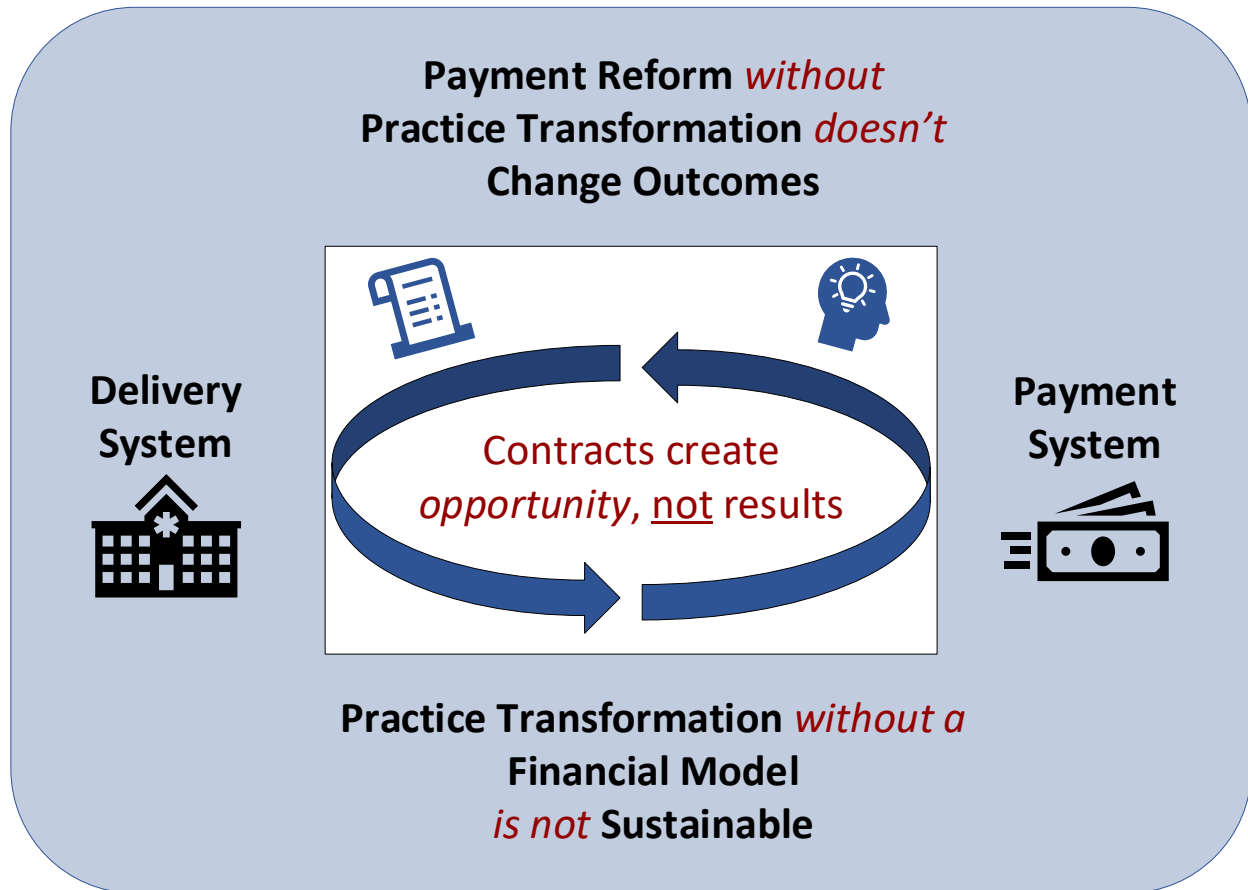 Payment Reform without
Practice Transformation doesn’t
Change Outcomes
Delivery
System
Contracts create
opportunity, not results
Payment
System
Practice Transformation without a
Financial Model
is not Sustainable